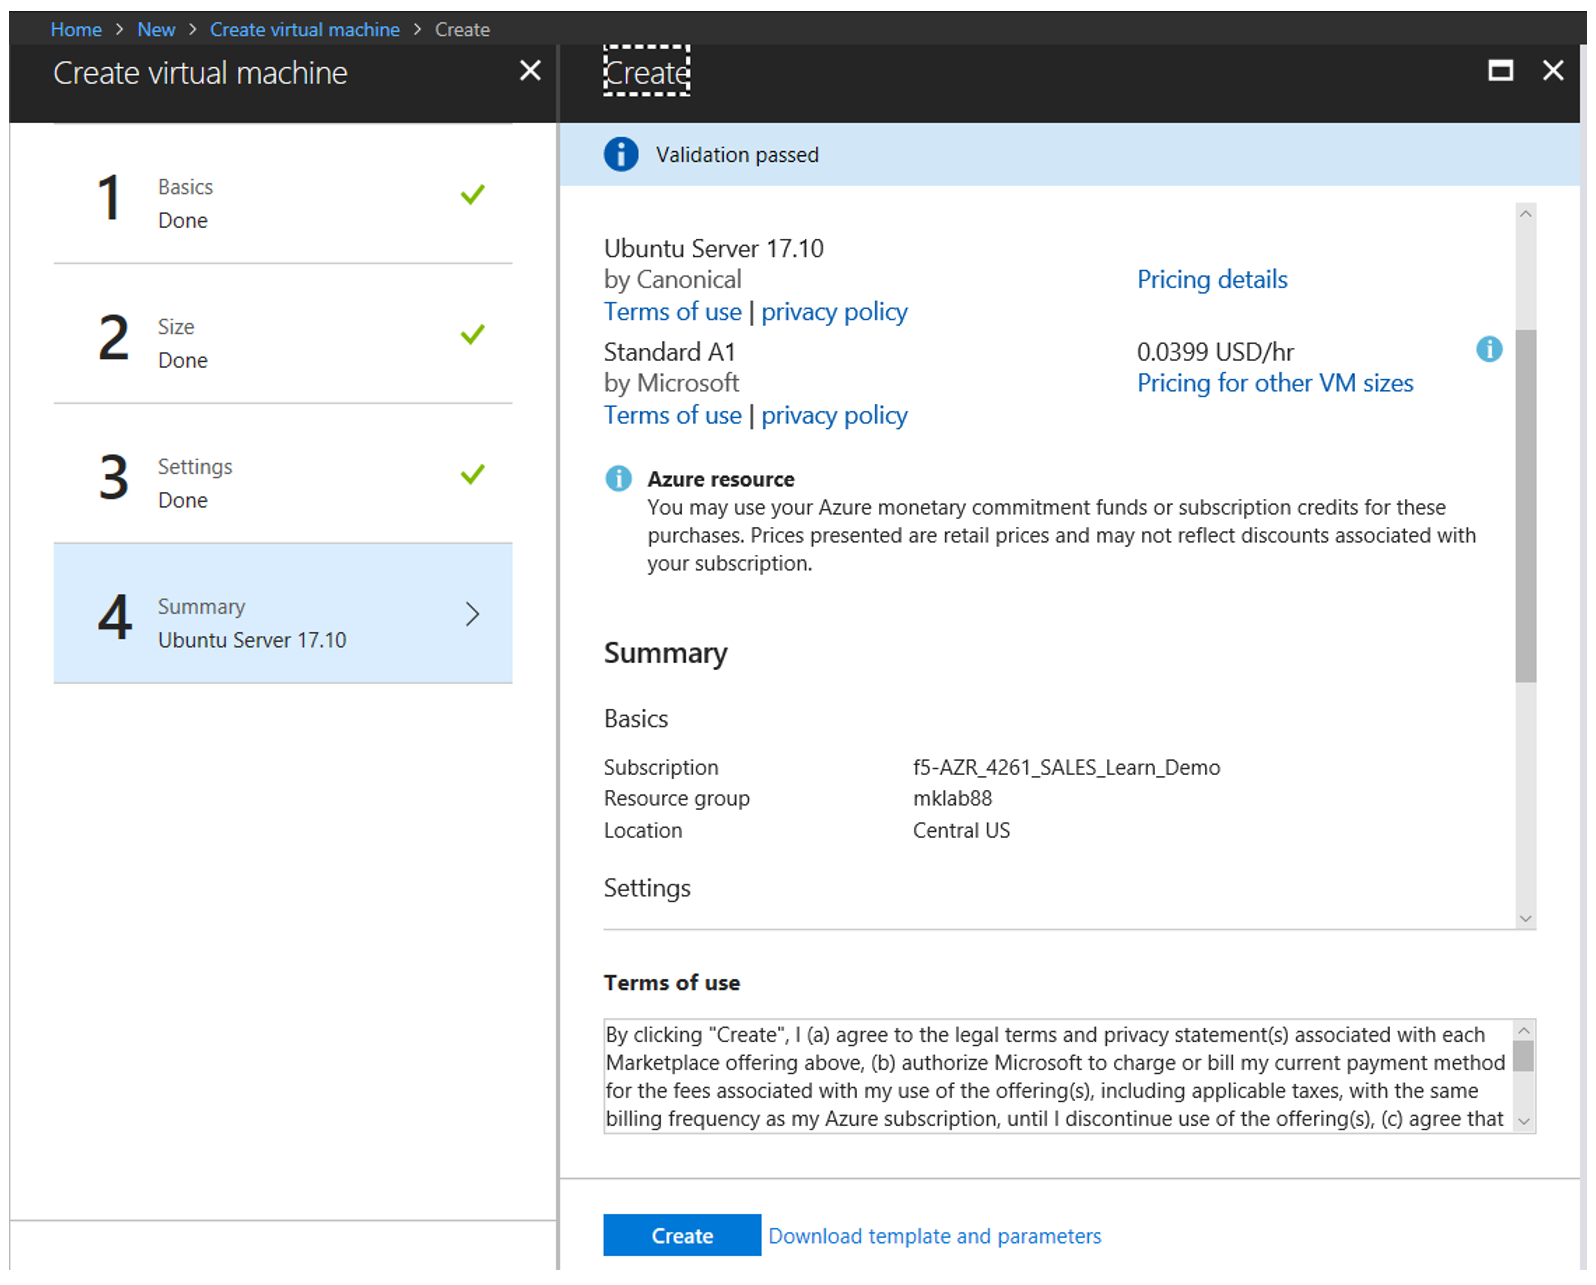 Home > New > Create virtual machine > Create
Create virtual machine
1
Basics
Done
2
Size
Done
3
Settings
Done
4
Summary
Ubuntu Server 17.10
Create
Validation passed
Ubuntu Server 17.10
by Canonical
Pricing details
Terms of use | privacy policy
Standard A1
0.0399 USD/hr
by Microsoft
Pricing for other VM sizes
Terms of use | privacy policy
Azure resource
You may use your Azure monetary commitment funds or subscription credits for these
purchases. Prices presented are retail prices and may not reflect discounts associated with
your subscription.
Summary
Basics
Subscription f5-AZR_4261_SALES_Learn_Demo
Resource group mklab88
Location Central US
Settings
Terms of use
By clicking "Create", I (a) agree to the legal terms and privacy statement(s) associated with each
Marketplace offering above, (b) authorize Microsoft to charge or bill my current payment method
for the fees associated with my use of the offering(s), including applicable taxes, with the same
billing frequency as my Azure subscription, until I discontinue use of the offering(s), (c) agree that
Create
Download template and parameters